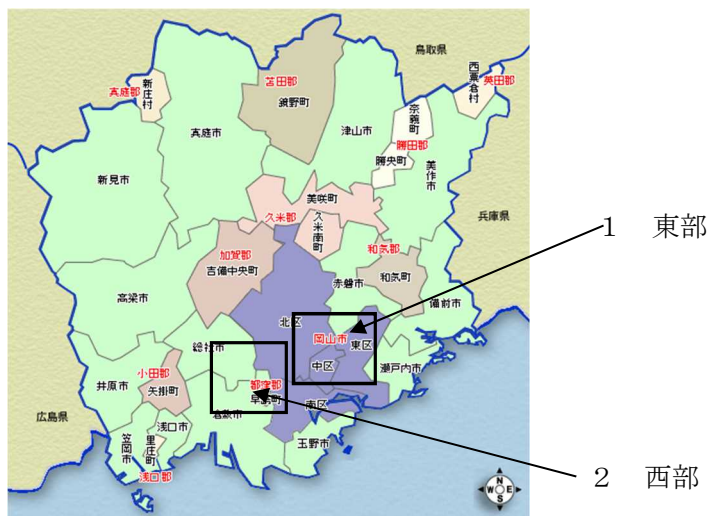 鳥取県
真庭郡
新庄村
苫田郡
鏡野町
西粟倉村
英田郡
奈義町
真庭市
津山市
勝田郡
勝央町
美作市
新見市
美咲町
兵庫県
久米郡
久米南町
1 東部
加賀郡
和気郡
吉備中央町
和気町
赤磐市
高梁市
備前市
北区
岡山市
東区
総社市
中区
瀬戸内市
小田郡
都窪郡
井原市
矢掛町
早島町
広島県
倉敷市
南区
浅口市
笠岡市
里庄町
玉野市
浅口郡
2 西部
N
W E
S